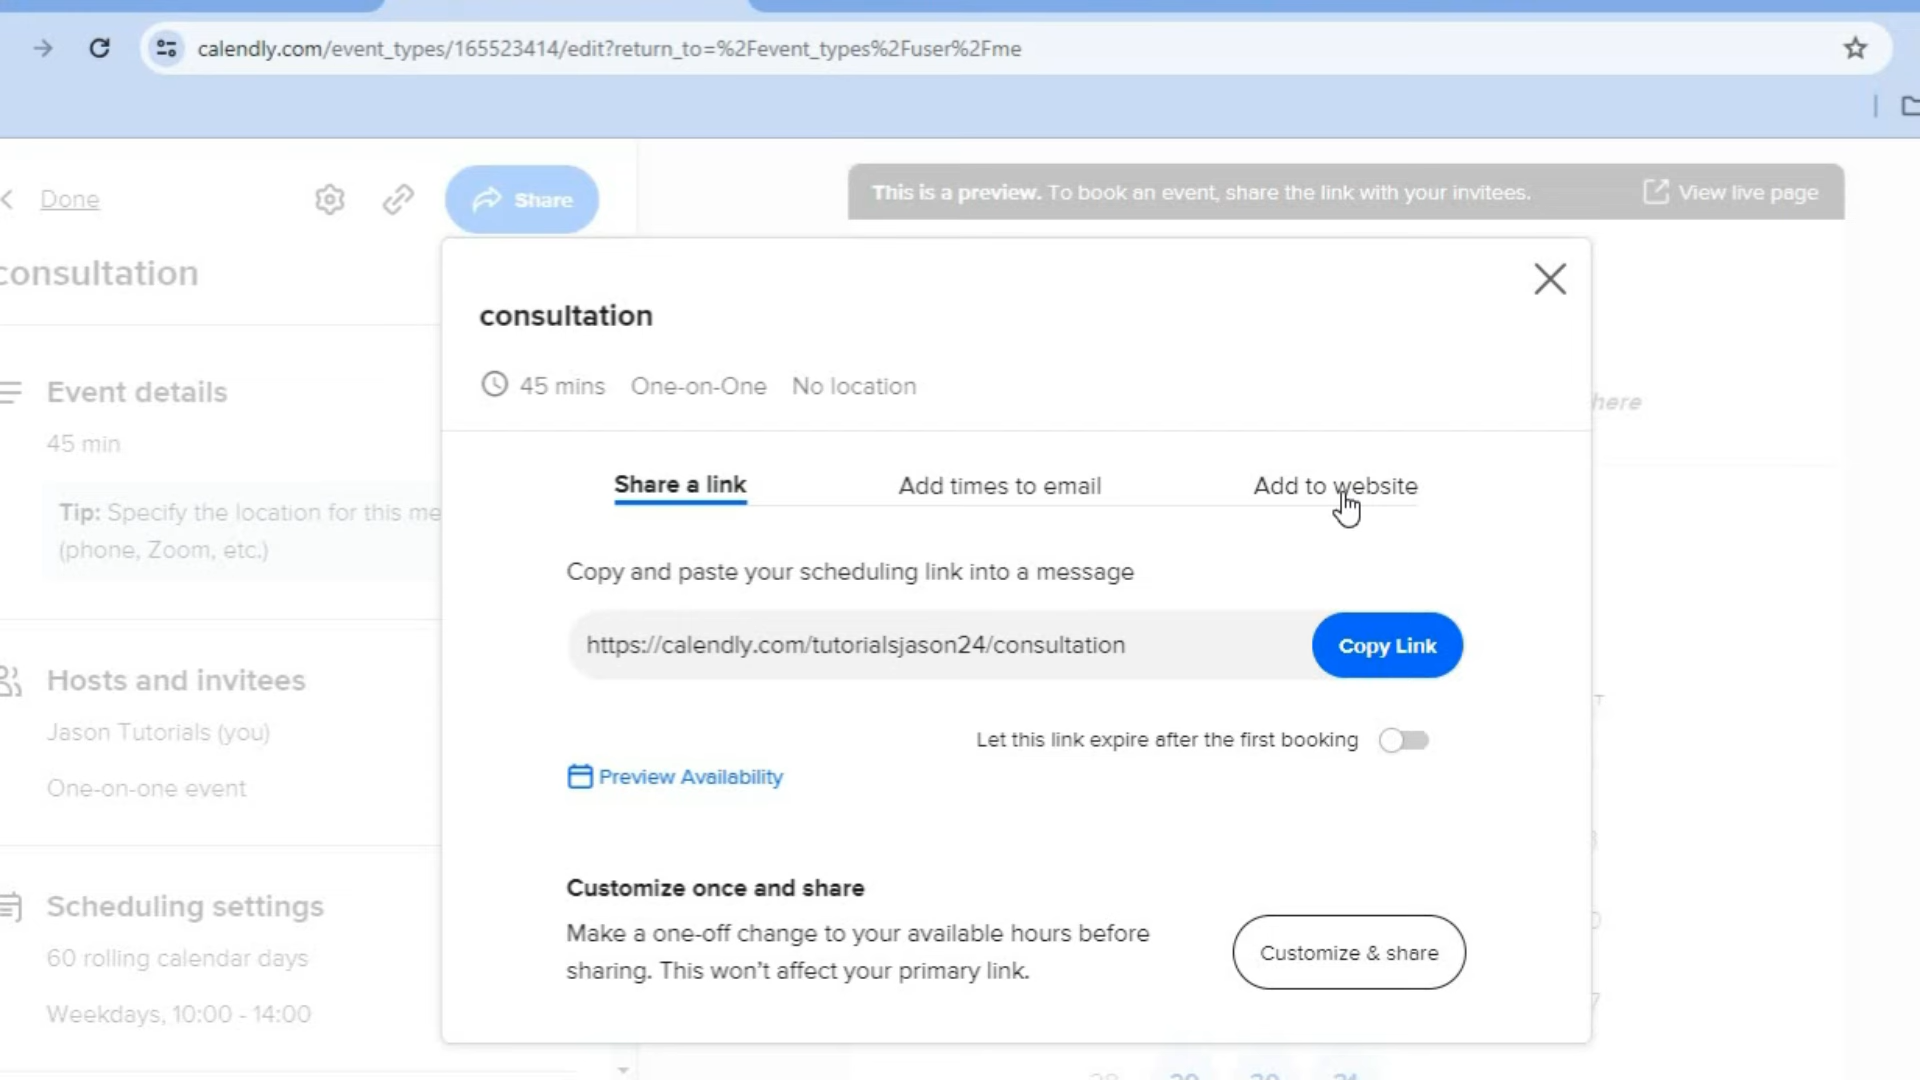 calendly.com/event_types/165523414/edit?return_to=%2Fevent_types%2Fuser%2Fme
Done
Share
This is a preview. To book an event, share the link with your invitees.
View live page
consultation
consultation
45 mins One-on-One No location
here
Event details
45 min
Tip: Specify the location for this me
(phone, Zoom, etc.)
Share a link
Add times to email
Add to website
Copy and paste your scheduling link into a message
https://calendly.com/tutorialsjason24/consultation
Copy Link
Let this link expire after the first booking
Preview Availability
Hosts and invitees
Jason Tutorials (you)
One-on-one event
Customize once and share
Make a one-off change to your available hours before
sharing. This won't affect your primary link.
Customize & share
Scheduling settings
60 rolling calendar days
Weekdays, 10:00 - 14:00